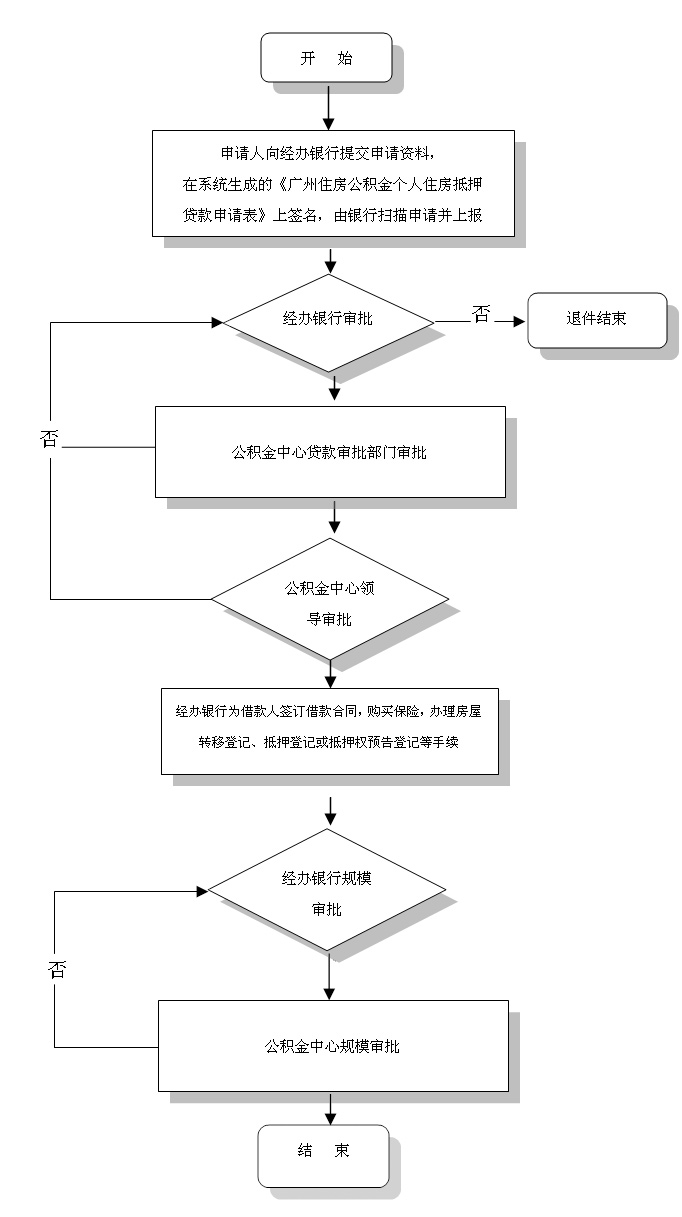 开 始
申请人向经办银行提交申请资料，
在系统生成的《广州住房公积金个人住房抵押
贷款申请表》上签名，由银行扫描申请并上报
经办银行审批
否
退件结束
否
公积金中心贷款审批部门审批
公积金中心领
导审批
经办银行为借款人签订借款合同，购买保险，办理房屋
转移登记、抵押登记或抵押权预告登记等手续
经办银行规模
审批
否
公积金中心规模审批
结 束